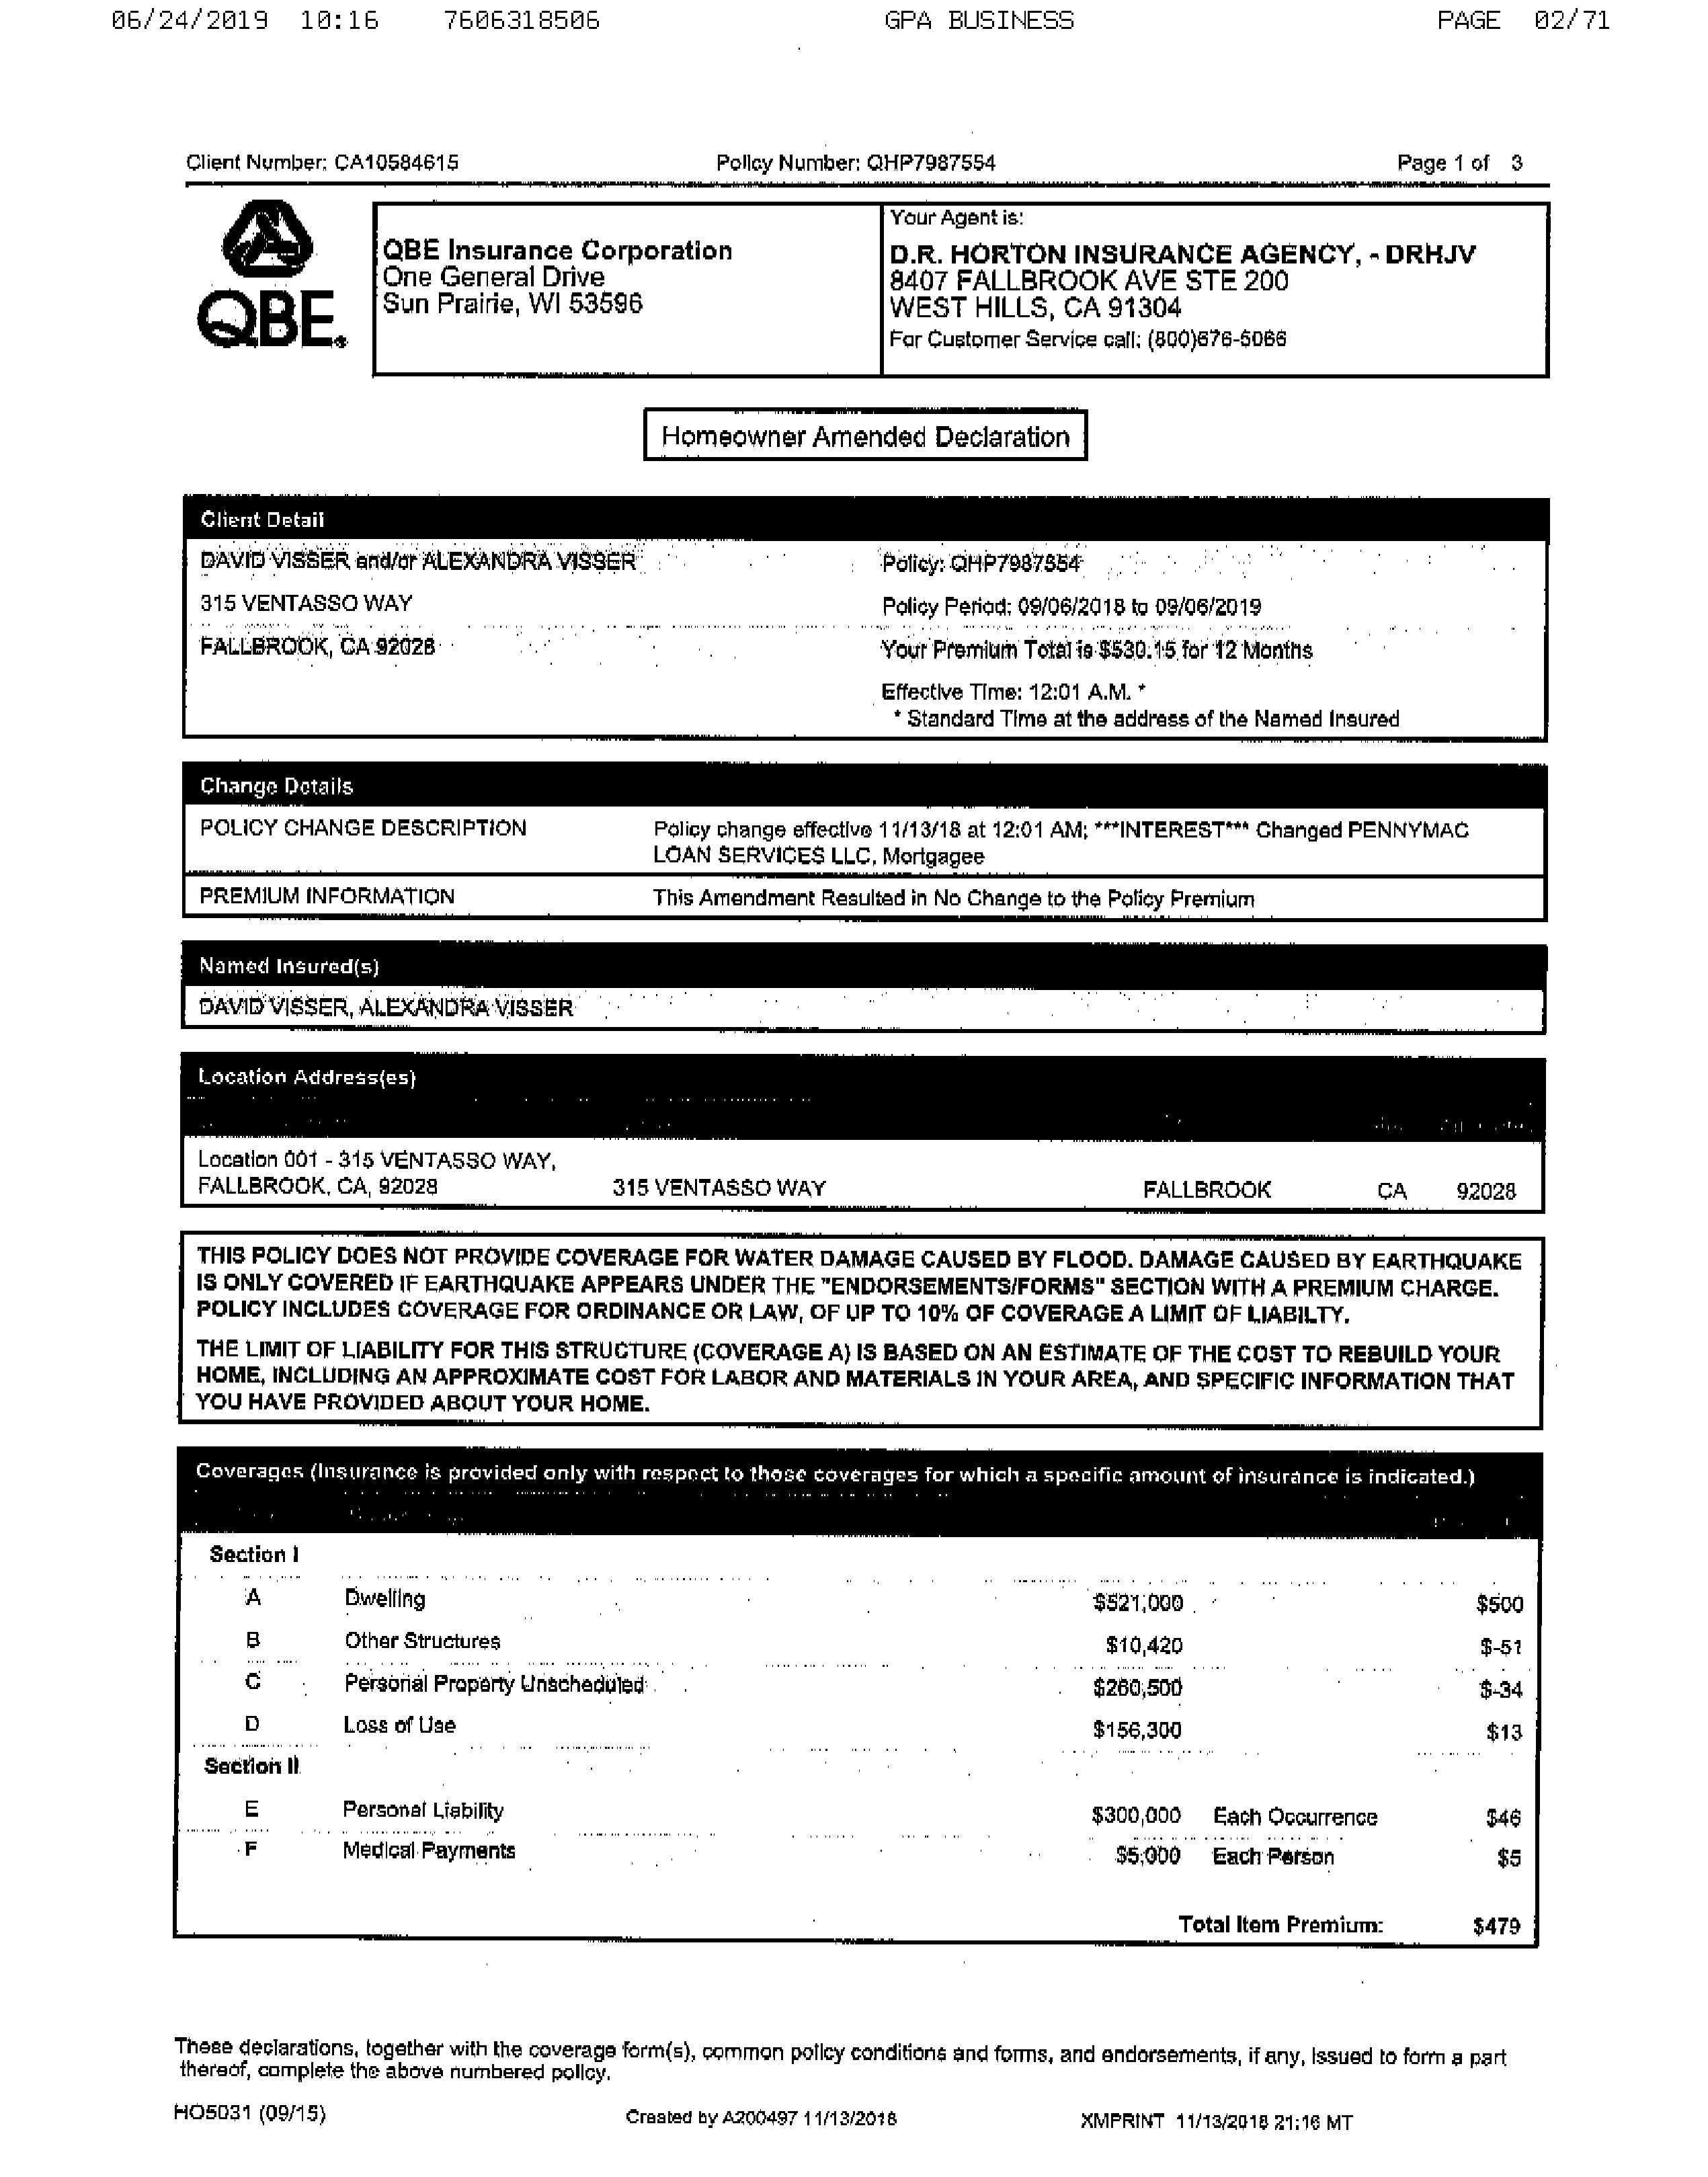 06/24/2019 10:16 7606318506 GPA BUSINESS PAGE 02/71
Client Number: CA10584615 Policy Number: QHP7987554 Page 1 of 3
QBE.
QBE Insurance Corporation
One General Drive
Sun Prairie, WI 53596
Your Agent is:
D.R. HORTON INSURANCE AGENCY, - DRHJV
8407 FALLBROOK AVE STE 200
WEST HILLS, CA 91304
For Customer Service call: (800)676-5066
Homeowner Amended Declaration
Client Detail
DAVID VISSER and/or ALEXANDRA VISSER Policy: QHP7987554
315 VENTASSO WAY Policy Period: 09/06/2018 to 09/06/2019
FALLBROOK, CA 92028 Your Premium Total is $530.15 for 12 Months
Effective Time: 12:01 A.M. *
* Standard Time at the address of the Named Insured
Change Details
POLICY CHANGE DESCRIPTION Policy change effective 11/13/18 at 12:01 AM; ***INTEREST*** Changed PENNYMAC
LOAN SERVICES LLC, Mortgagee
PREMIUM INFORMATION This Amendment Resulted in No Change to the Policy Premium
Named Insured(s)
DAVID VISSER, ALEXANDRA VISSER
Location Address(es)
Location 001 - 315 VENTASSO WAY,
FALLBROOK, CA, 92028 315 VENTASSO WAY FALLBROOK CA 92028
THIS POLICY DOES NOT PROVIDE COVERAGE FOR WATER DAMAGE CAUSED BY FLOOD. DAMAGE CAUSED BY EARTHQUAKE
IS ONLY COVERED IF EARTHQUAKE APPEARS UNDER THE "ENDORSEMENTS/FORMS" SECTION WITH A PREMIUM CHARGE.
POLICY INCLUDES COVERAGE FOR ORDINANCE OR LAW, OF UP TO 10% OF COVERAGE A LIMIT OF LIABILTY.
THE LIMIT OF LIABILITY FOR THIS STRUCTURE (COVERAGE A) IS BASED ON AN ESTIMATE OF THE COST TO REBUILD YOUR
HOME, INCLUDING AN APPROXIMATE COST FOR LABOR AND MATERIALS IN YOUR AREA, AND SPECIFIC INFORMATION THAT
YOU HAVE PROVIDED ABOUT YOUR HOME.
Coverages (Insurance is provided only with respect to those coverages for which a specific amount of insurance is indicated.)
Section I
A Dwelling $521,000 $500
B Other Structures $10,420 $-51
C Personal Property Unscheduled $260,500 $-34
D Loss of Use $156,300 $13
Section II
E Personal Liability $300,000 Each Occurrence $46
F Medical Payments $5,000 Each Person $5
Total Item Premium: $479
These declarations, together with the coverage form(s), common policy conditions and forms, and endorsements, if any, issued to form a part
thereof, complete the above numbered policy.
HO5031 (09/15) Created by A200497 11/13/2018 XMPRINT 11/13/2018 21:16 MT